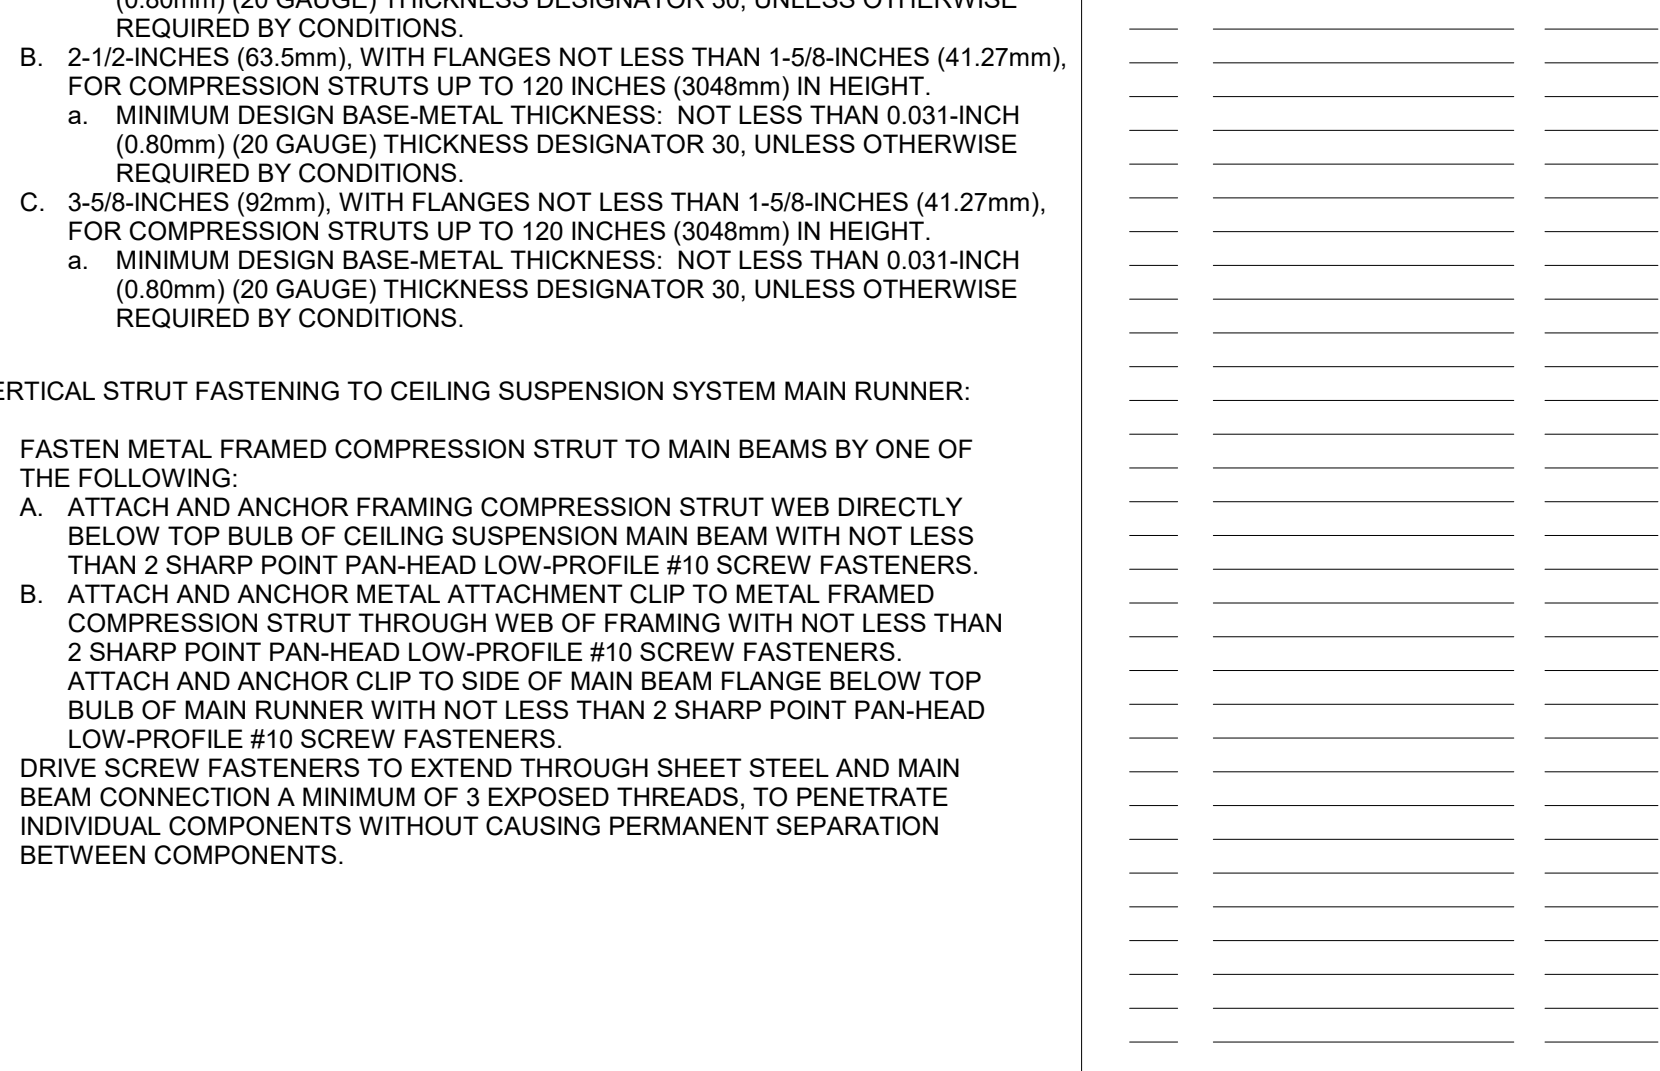 (0.80mm) (20 GAUGE) THICKNESS DESIGNATOR 30, UNLESS OTHERWISE
REQUIRED BY CONDITIONS.
B. 2-1/2-INCHES (63.5mm), WITH FLANGES NOT LESS THAN 1-5/8-INCHES (41.27mm),
FOR COMPRESSION STRUTS UP TO 120 INCHES (3048mm) IN HEIGHT.
a. MINIMUM DESIGN BASE-METAL THICKNESS: NOT LESS THAN 0.031-INCH
(0.80mm) (20 GAUGE) THICKNESS DESIGNATOR 30, UNLESS OTHERWISE
REQUIRED BY CONDITIONS.
C. 3-5/8-INCHES (92mm), WITH FLANGES NOT LESS THAN 1-5/8-INCHES (41.27mm),
FOR COMPRESSION STRUTS UP TO 120 INCHES (3048mm) IN HEIGHT.
a. MINIMUM DESIGN BASE-METAL THICKNESS: NOT LESS THAN 0.031-INCH
(0.80mm) (20 GAUGE) THICKNESS DESIGNATOR 30, UNLESS OTHERWISE
REQUIRED BY CONDITIONS.
ERTICAL STRUT FASTENING TO CEILING SUSPENSION SYSTEM MAIN RUNNER:
FASTEN METAL FRAMED COMPRESSION STRUT TO MAIN BEAMS BY ONE OF
THE FOLLOWING:
A. ATTACH AND ANCHOR FRAMING COMPRESSION STRUT WEB DIRECTLY
BELOW TOP BULB OF CEILING SUSPENSION MAIN BEAM WITH NOT LESS
THAN 2 SHARP POINT PAN-HEAD LOW-PROFILE #10 SCREW FASTENERS.
B. ATTACH AND ANCHOR METAL ATTACHMENT CLIP TO METAL FRAMED
COMPRESSION STRUT THROUGH WEB OF FRAMING WITH NOT LESS THAN
2 SHARP POINT PAN-HEAD LOW-PROFILE #10 SCREW FASTENERS.
ATTACH AND ANCHOR CLIP TO SIDE OF MAIN BEAM FLANGE BELOW TOP
BULB OF MAIN RUNNER WITH NOT LESS THAN 2 SHARP POINT PAN-HEAD
LOW-PROFILE #10 SCREW FASTENERS.
DRIVE SCREW FASTENERS TO EXTEND THROUGH SHEET STEEL AND MAIN
BEAM CONNECTION A MINIMUM OF 3 EXPOSED THREADS, TO PENETRATE
INDIVIDUAL COMPONENTS WITHOUT CAUSING PERMANENT SEPARATION
BETWEEN COMPONENTS.